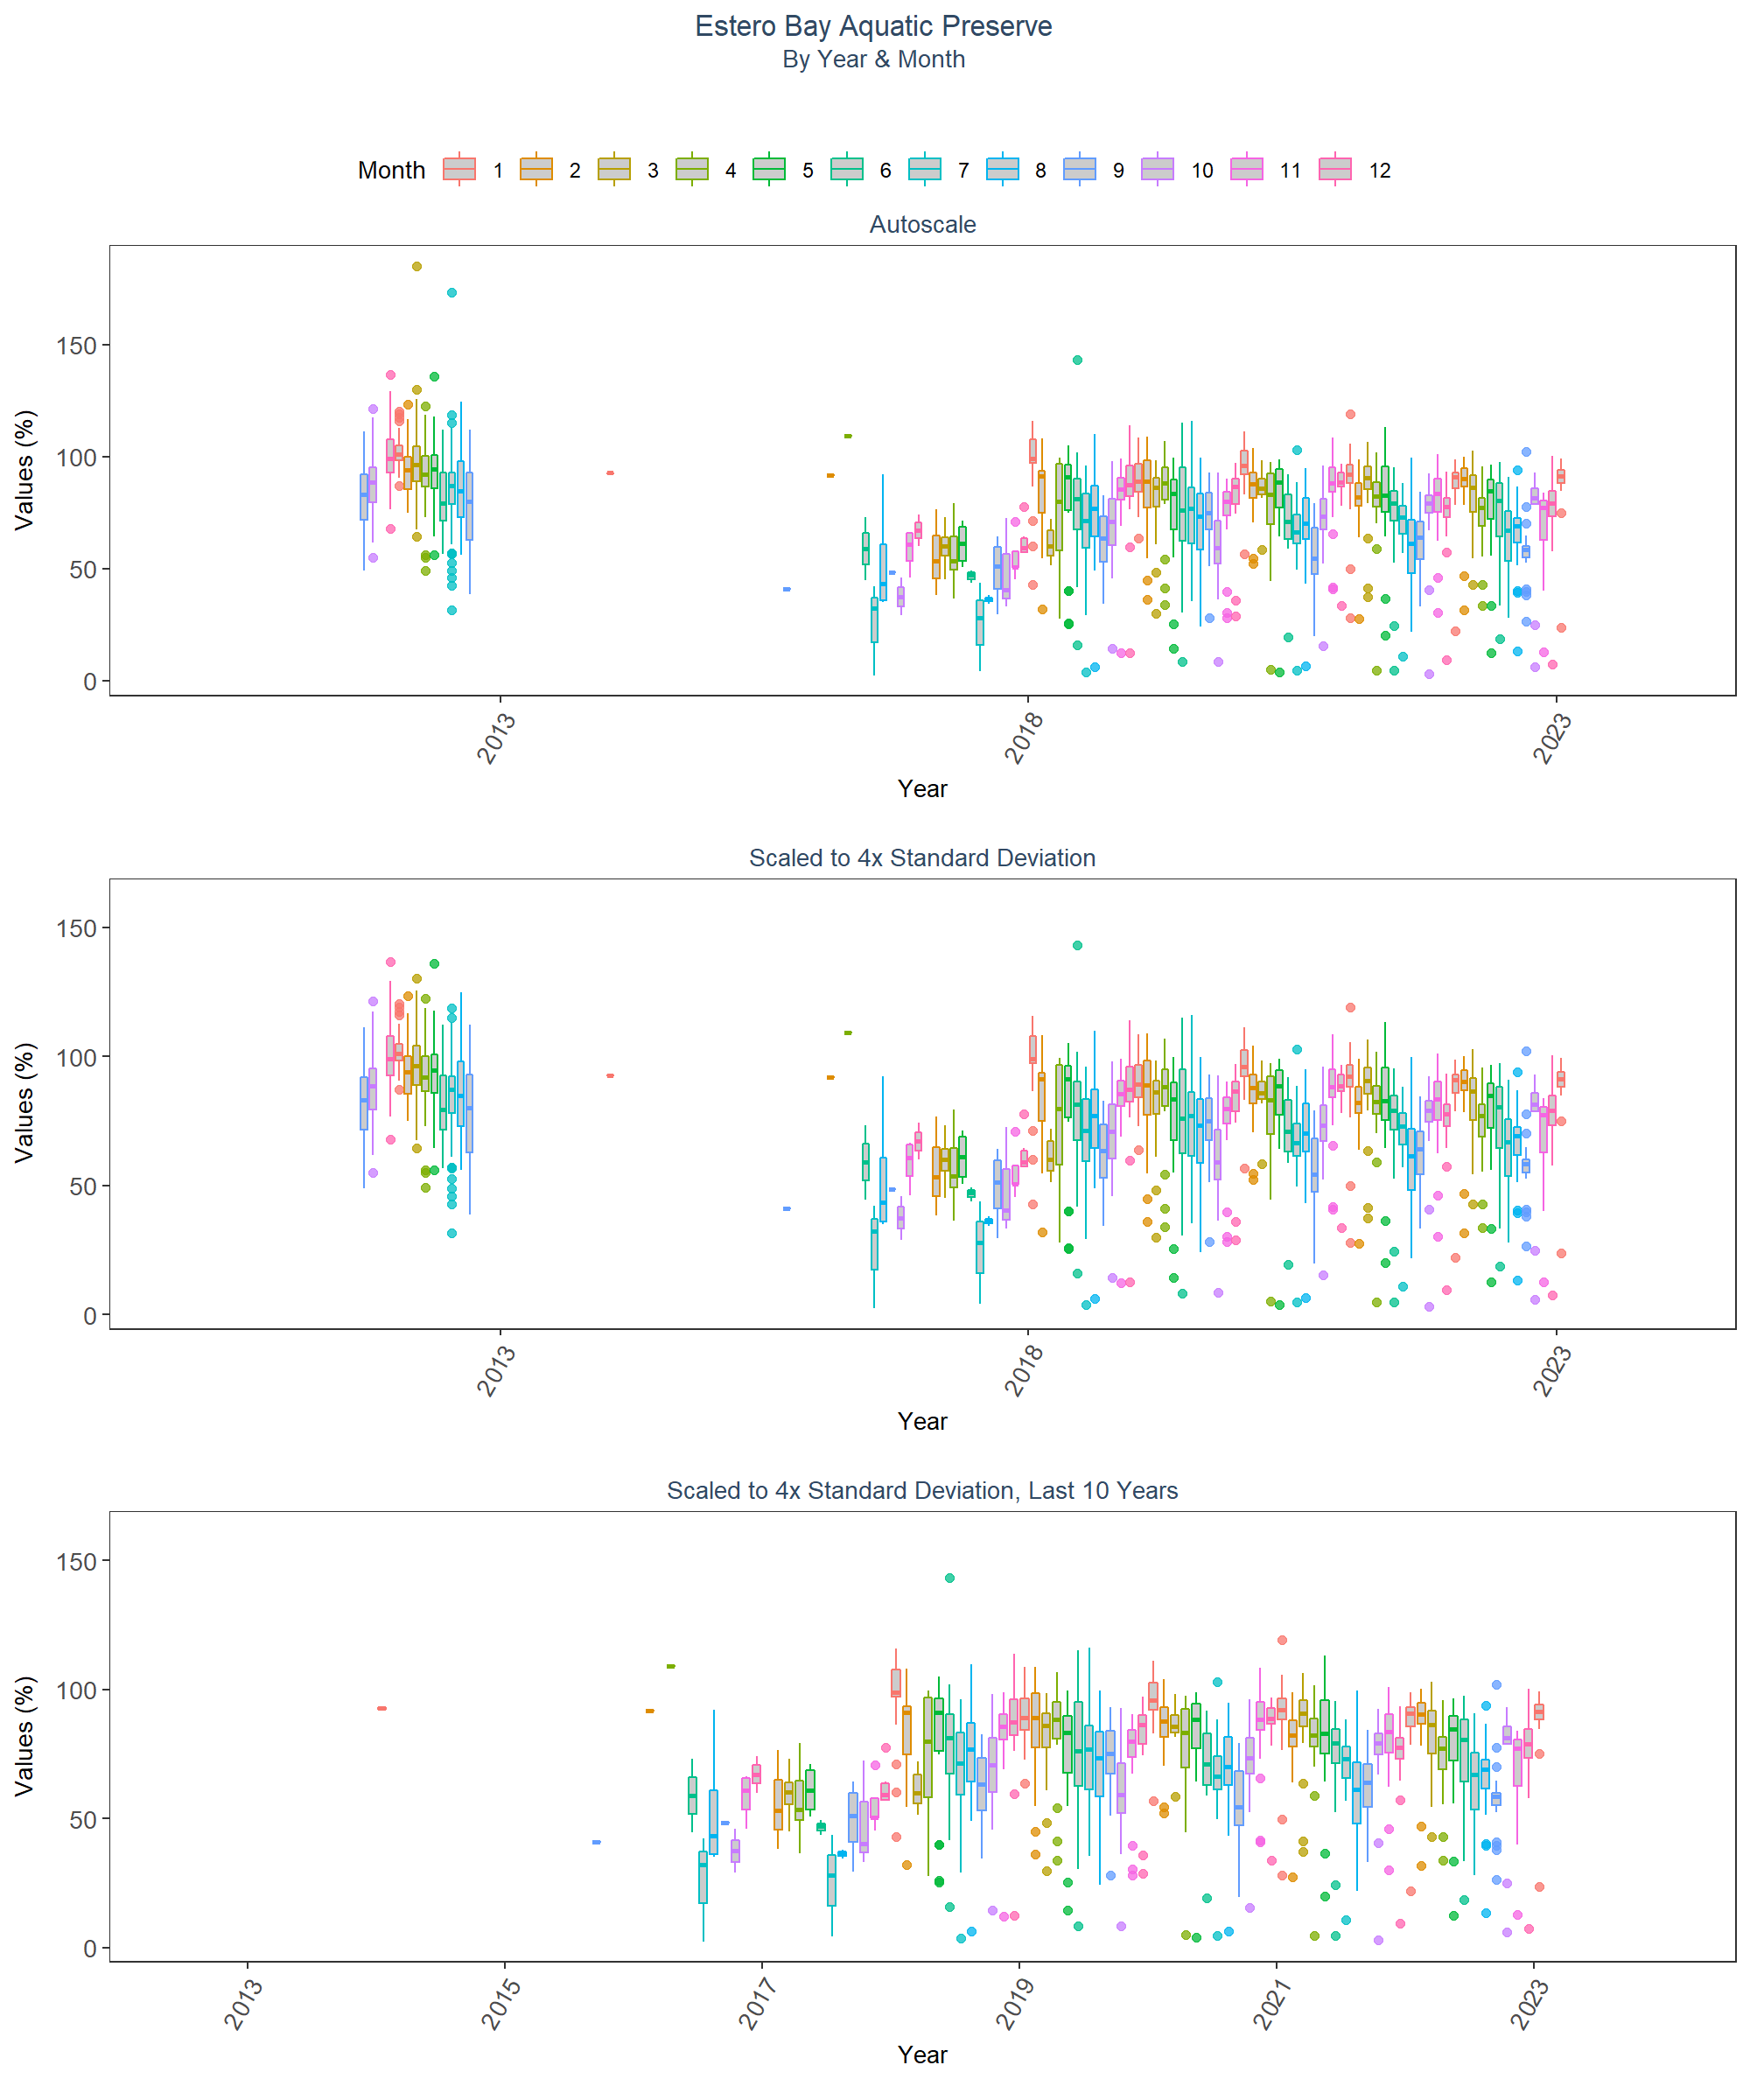 Estero Bay Aquatic Preserve
By Year & Month
Month 1 2 3 4 5 6 7 8 9 10 11 12
Autoscale
Values (%)
150
100
50
0
2013 2018 2023
Year
Scaled to 4x Standard Deviation
Values (%)
150
100
50
0
2013 2018 2023
Year
Scaled to 4x Standard Deviation, Last 10 Years
Values (%)
150
100
50
0
2013 2015 2017 2019 2021 2023
Year